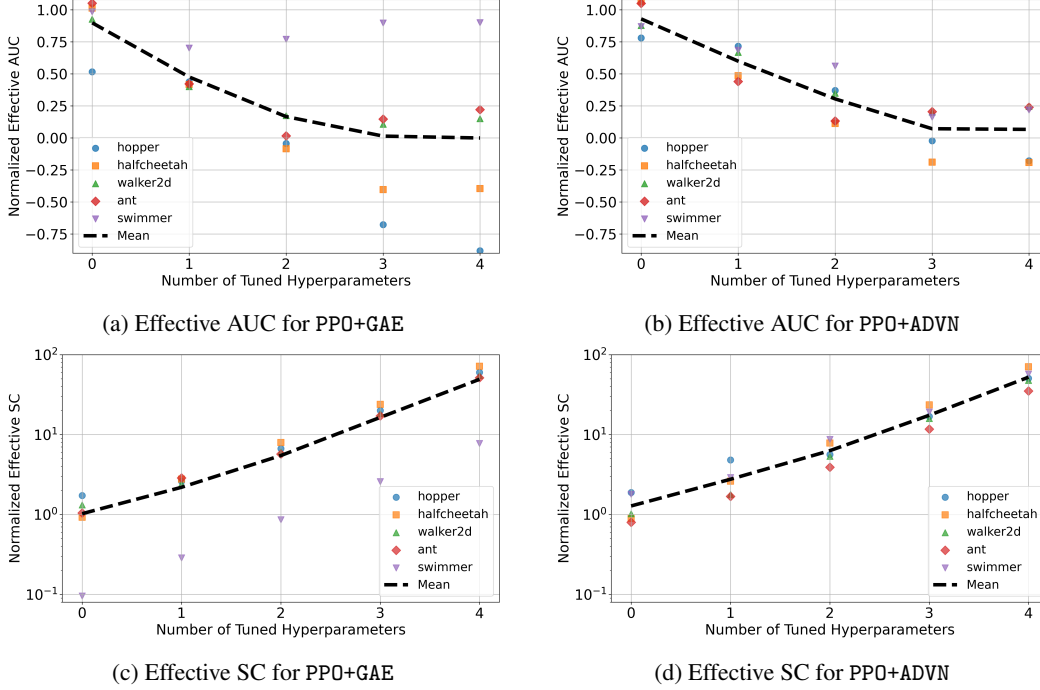 1.00
0.75
0.50
0.25
0.00
−0.25
−0.50
−0.75
Normalized Effective AUC
hopper
halfcheetah
walker2d
ant
swimmer
Mean
0 1 2 3 4
Number of Tuned Hyperparameters
(a) Effective AUC for PPO+GAE
1.00
0.75
0.50
0.25
0.00
−0.25
−0.50
−0.75
Normalized Effective AUC
hopper
halfcheetah
walker2d
ant
swimmer
Mean
0 1 2 3 4
Number of Tuned Hyperparameters
(b) Effective AUC for PPO+ADVN
10²
10¹
10⁰
10⁻¹
Normalized Effective SC
hopper
halfcheetah
walker2d
ant
swimmer
Mean
0 1 2 3 4
Number of Tuned Hyperparameters
(c) Effective SC for PPO+GAE
10²
10¹
10⁰
10⁻¹
Normalized Effective SC
hopper
halfcheetah
walker2d
ant
swimmer
Mean
0 1 2 3 4
Number of Tuned Hyperparameters
(d) Effective SC for PPO+ADVN